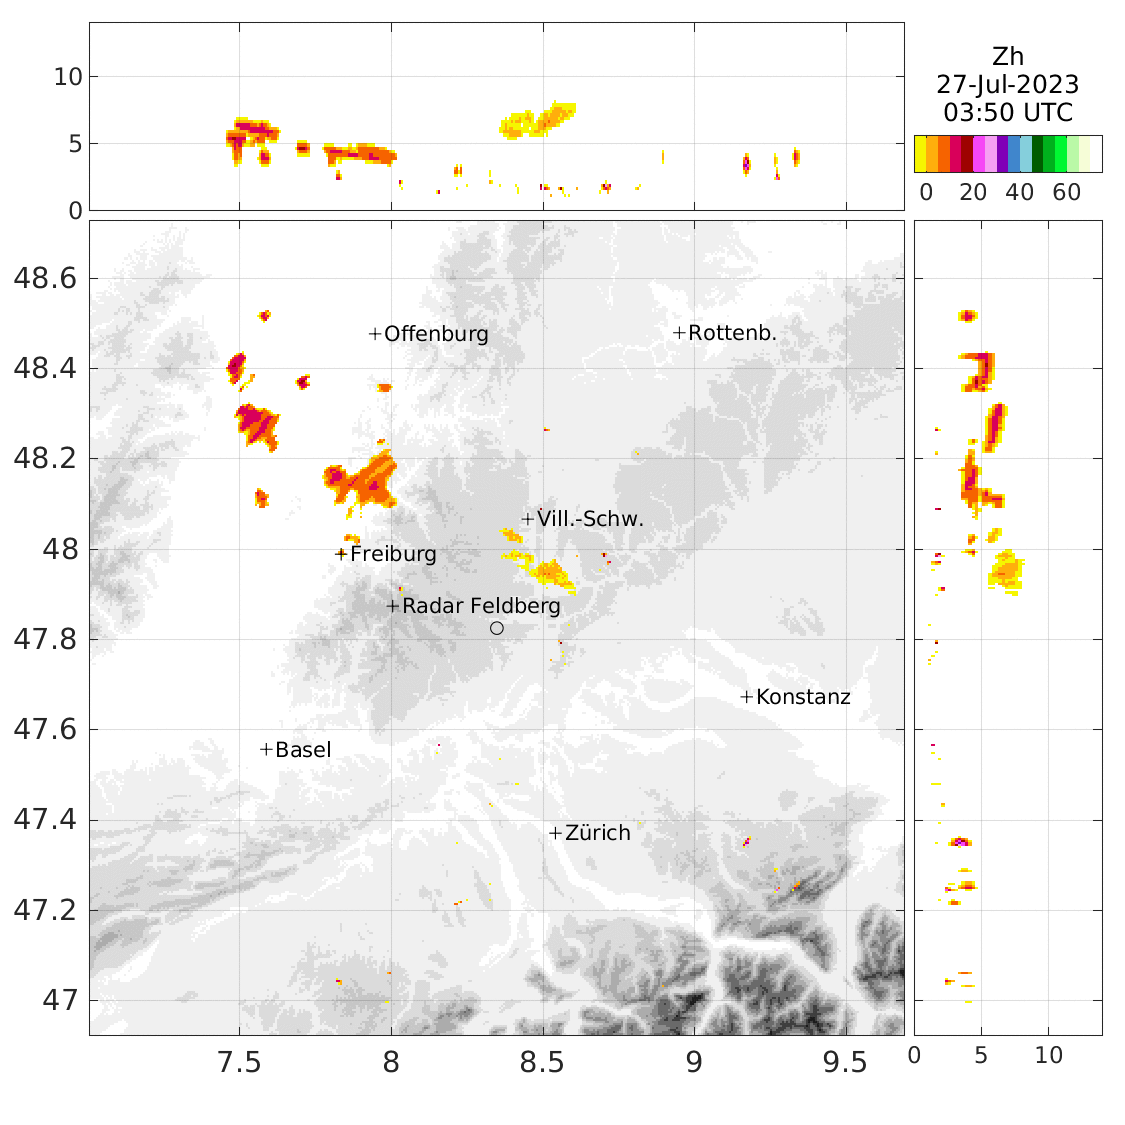 Zh
27-Jul-2023
03:50 UTC
0 20 40 60
10
5
0
48.6
48.4
48.2
48
47.8
47.6
47.4
47.2
47
Offenburg
Rottenb.
Vill.-Schw.
Freiburg
Radar Feldberg
Konstanz
Basel
Zürich
7.5 8 8.5 9 9.5
0 5 10